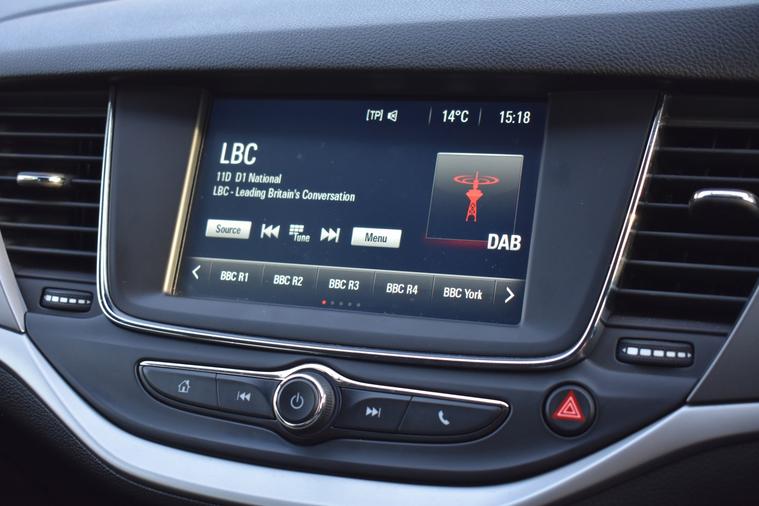 [TP] 14°C 15:18
LBC
11D D1 National
LBC - Leading Britain's Conversation
Source Tune Menu
DAB
BBC R1 BBC R2 BBC R3 BBC R4 BBC York